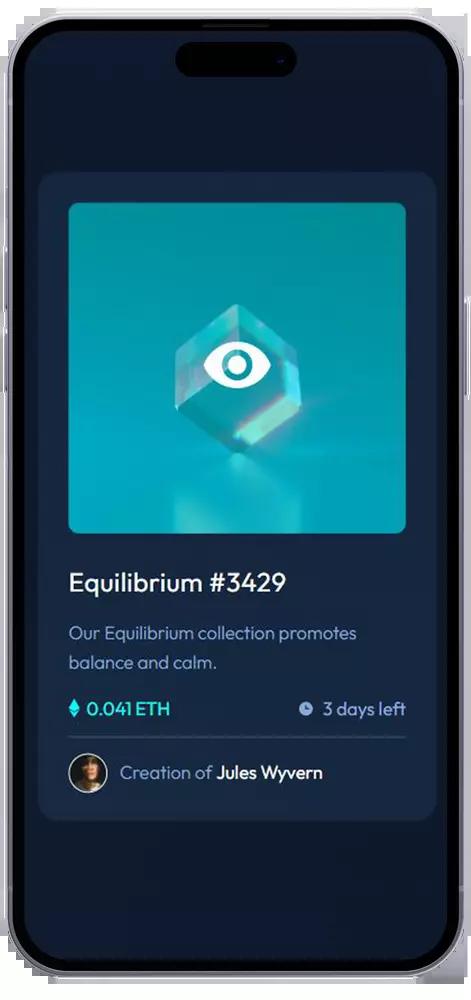 Equilibrium #3429
Our Equilibrium collection promotes
balance and calm.
0.041 ETH
3 days left
Creation of Jules Wyvern